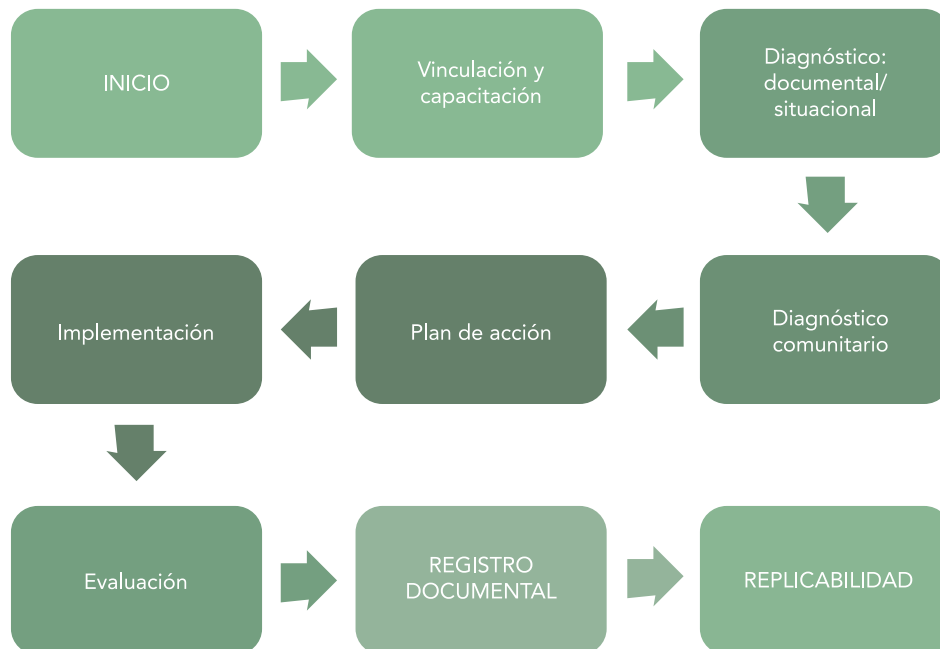 INICIO
Vinculación y
capacitación
Diagnóstico:
documental/
situacional
Diagnóstico
comunitario
Plan de acción
Implementación
Evaluación
REGISTRO
DOCUMENTAL
REPLICABILIDAD